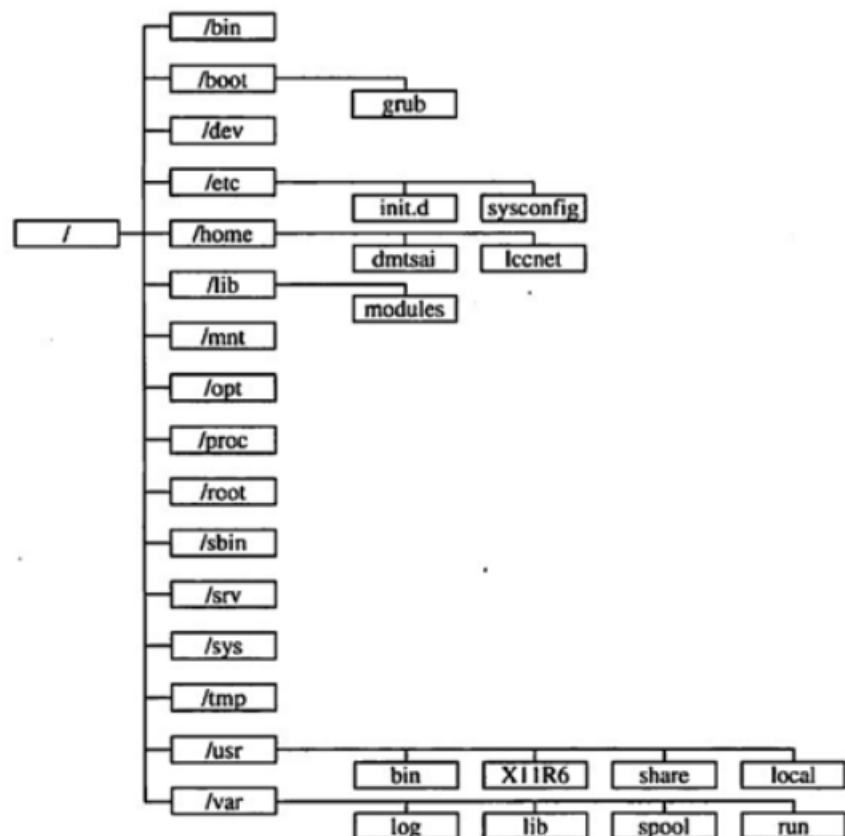 /bin
/boot
grub
/dev
/etc
init.d sysconfig
/ /home
dmtsai lccnet
/lib
modules
/mnt
/opt
/proc
/root
/sbin
/srv
/sys
/tmp
/usr
bin X11R6 share local
/var
log lib spool run